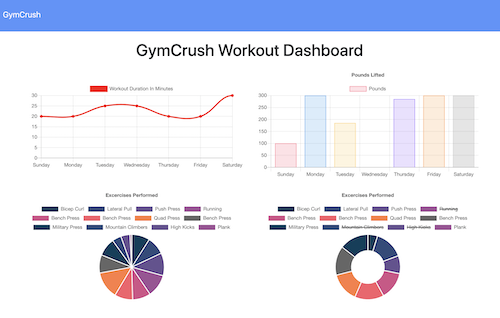 GymCrush
GymCrush Workout Dashboard
Workout Duration In Minutes
30
25
20
15
10
5
0
Sunday Monday Tuesday Wednesday Thursday Friday Saturday
Pounds Lifted
Pounds
300
250
200
150
100
50
0
Sunday Monday Tuesday Wednesday Thursday Friday Saturday
Excercises Performed
Bicep Curl Lateral Pull Push Press Running
Bench Press Bench Press Quad Press Bench Press
Military Press Mountain Climbers High Kicks Plank
Excercises Performed
Bicep Curl Lateral Pull Push Press Running
Bench Press Bench Press Quad Press Bench Press
Military Press Mountain Climbers High Kicks Plank